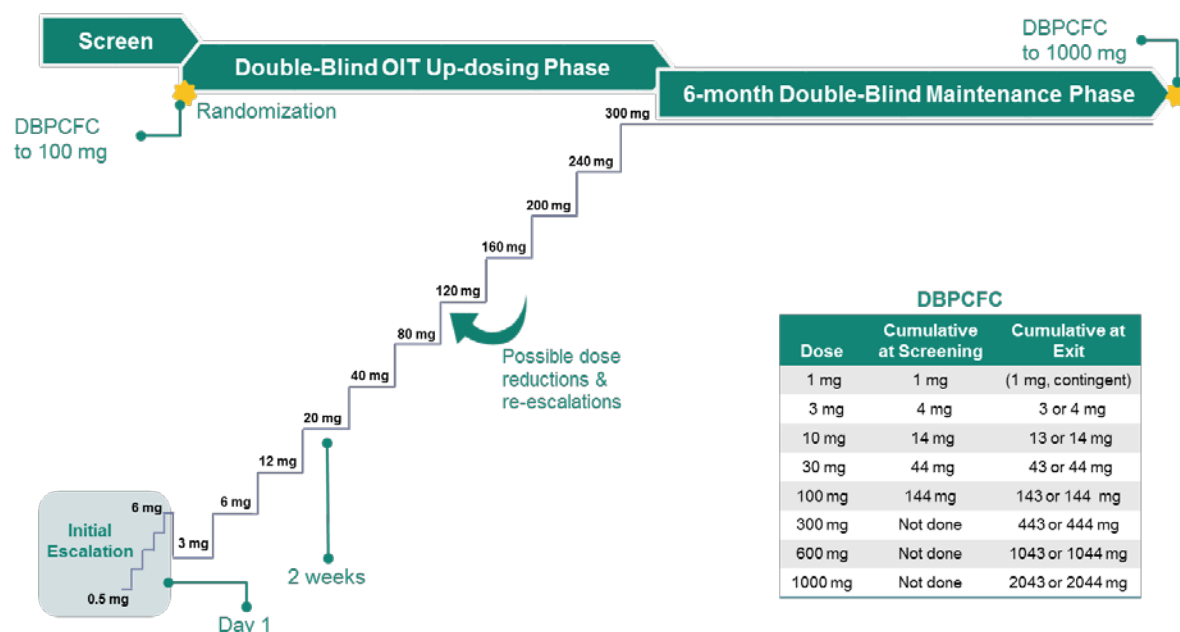 Screen
Double-Blind OIT Up-dosing Phase
6-month Double-Blind Maintenance Phase
DBPCFC
to 1000 mg
DBPCFC
to 100 mg
Randomization
300 mg
240 mg
200 mg
160 mg
120 mg
80 mg
40 mg
20 mg
12 mg
6 mg
3 mg
6 mg
Initial
Escalation
0.5 mg
Day 1
2 weeks
Possible dose
reductions &
re-escalations
DBPCFC
Dose Cumulative at Screening Cumulative at Exit
1 mg 1 mg (1 mg, contingent)
3 mg 4 mg 3 or 4 mg
10 mg 14 mg 13 or 14 mg
30 mg 44 mg 43 or 44 mg
100 mg 144 mg 143 or 144 mg
300 mg Not done 443 or 444 mg
600 mg Not done 1043 or 1044 mg
1000 mg Not done 2043 or 2044 mg